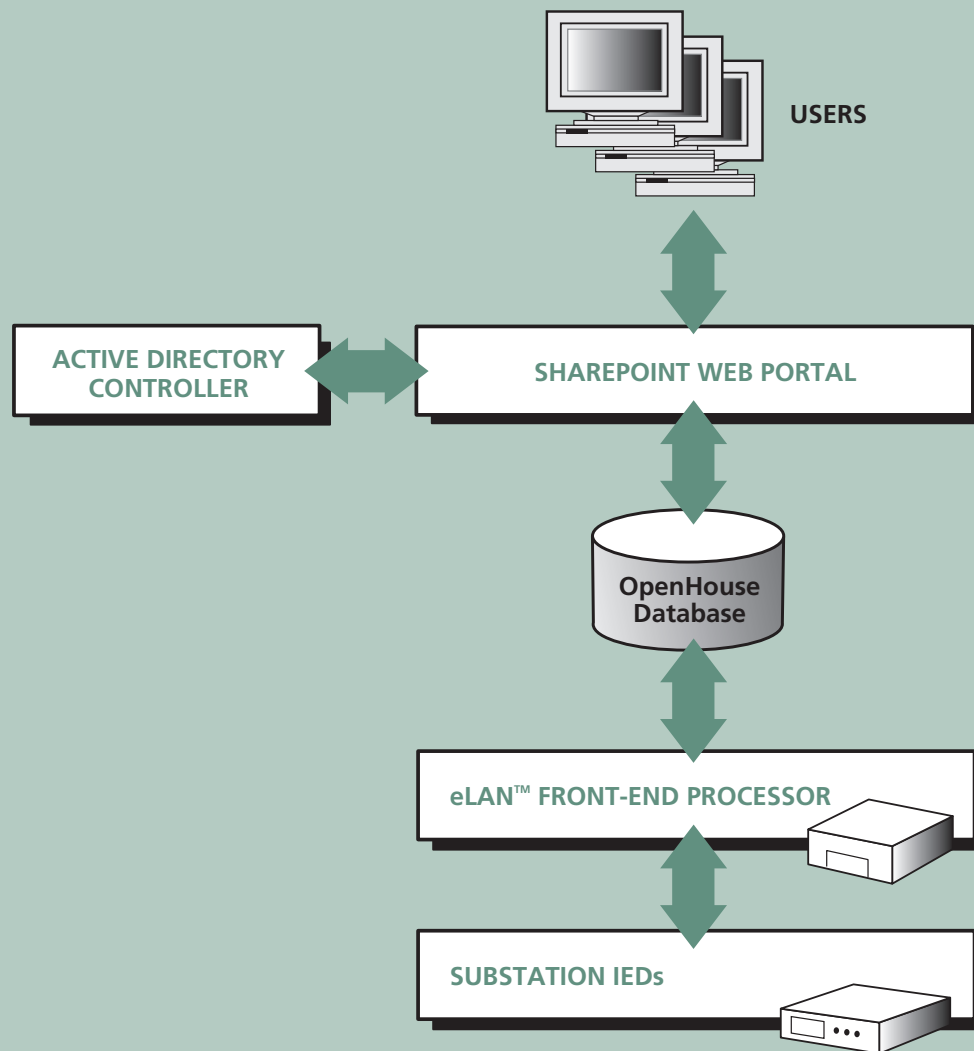 USERS
ACTIVE DIRECTORY
CONTROLLER
SHAREPOINT WEB PORTAL
OpenHouse
Database
eLAN™ FRONT-END PROCESSOR
SUBSTATION IEDs